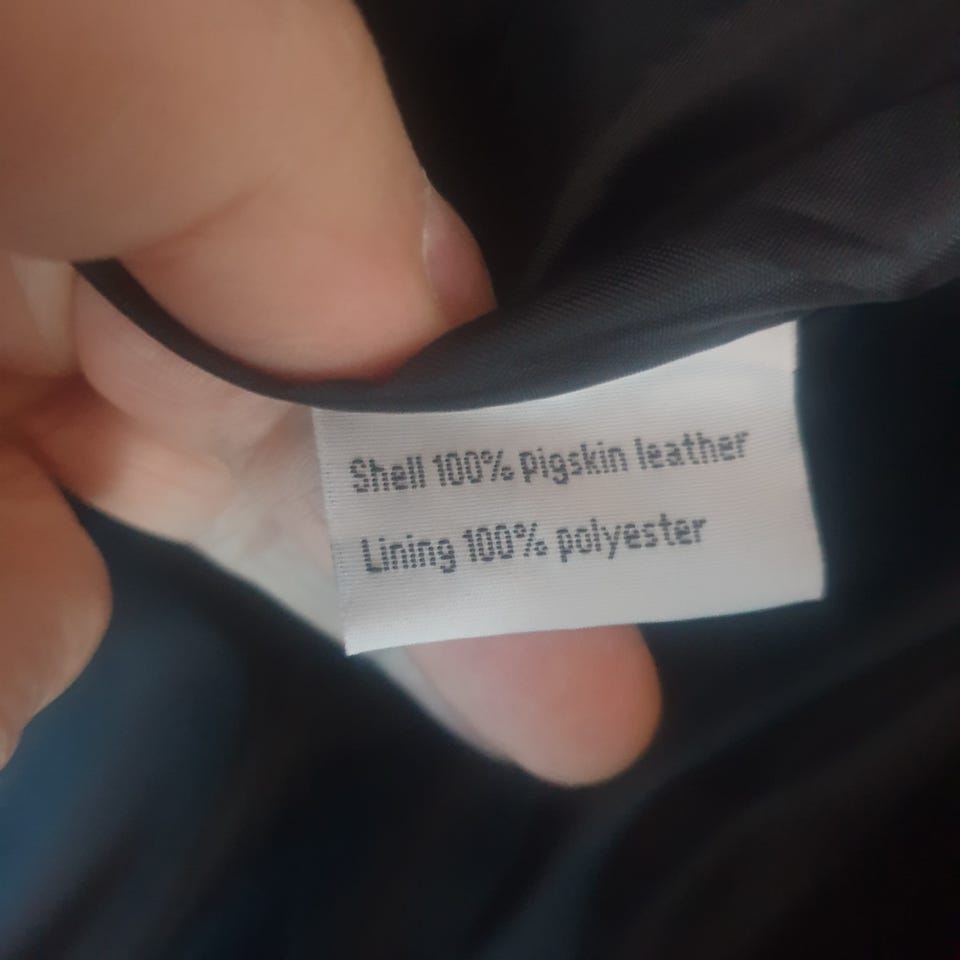 Shell 100% pigskin leather
Lining 100% polyester